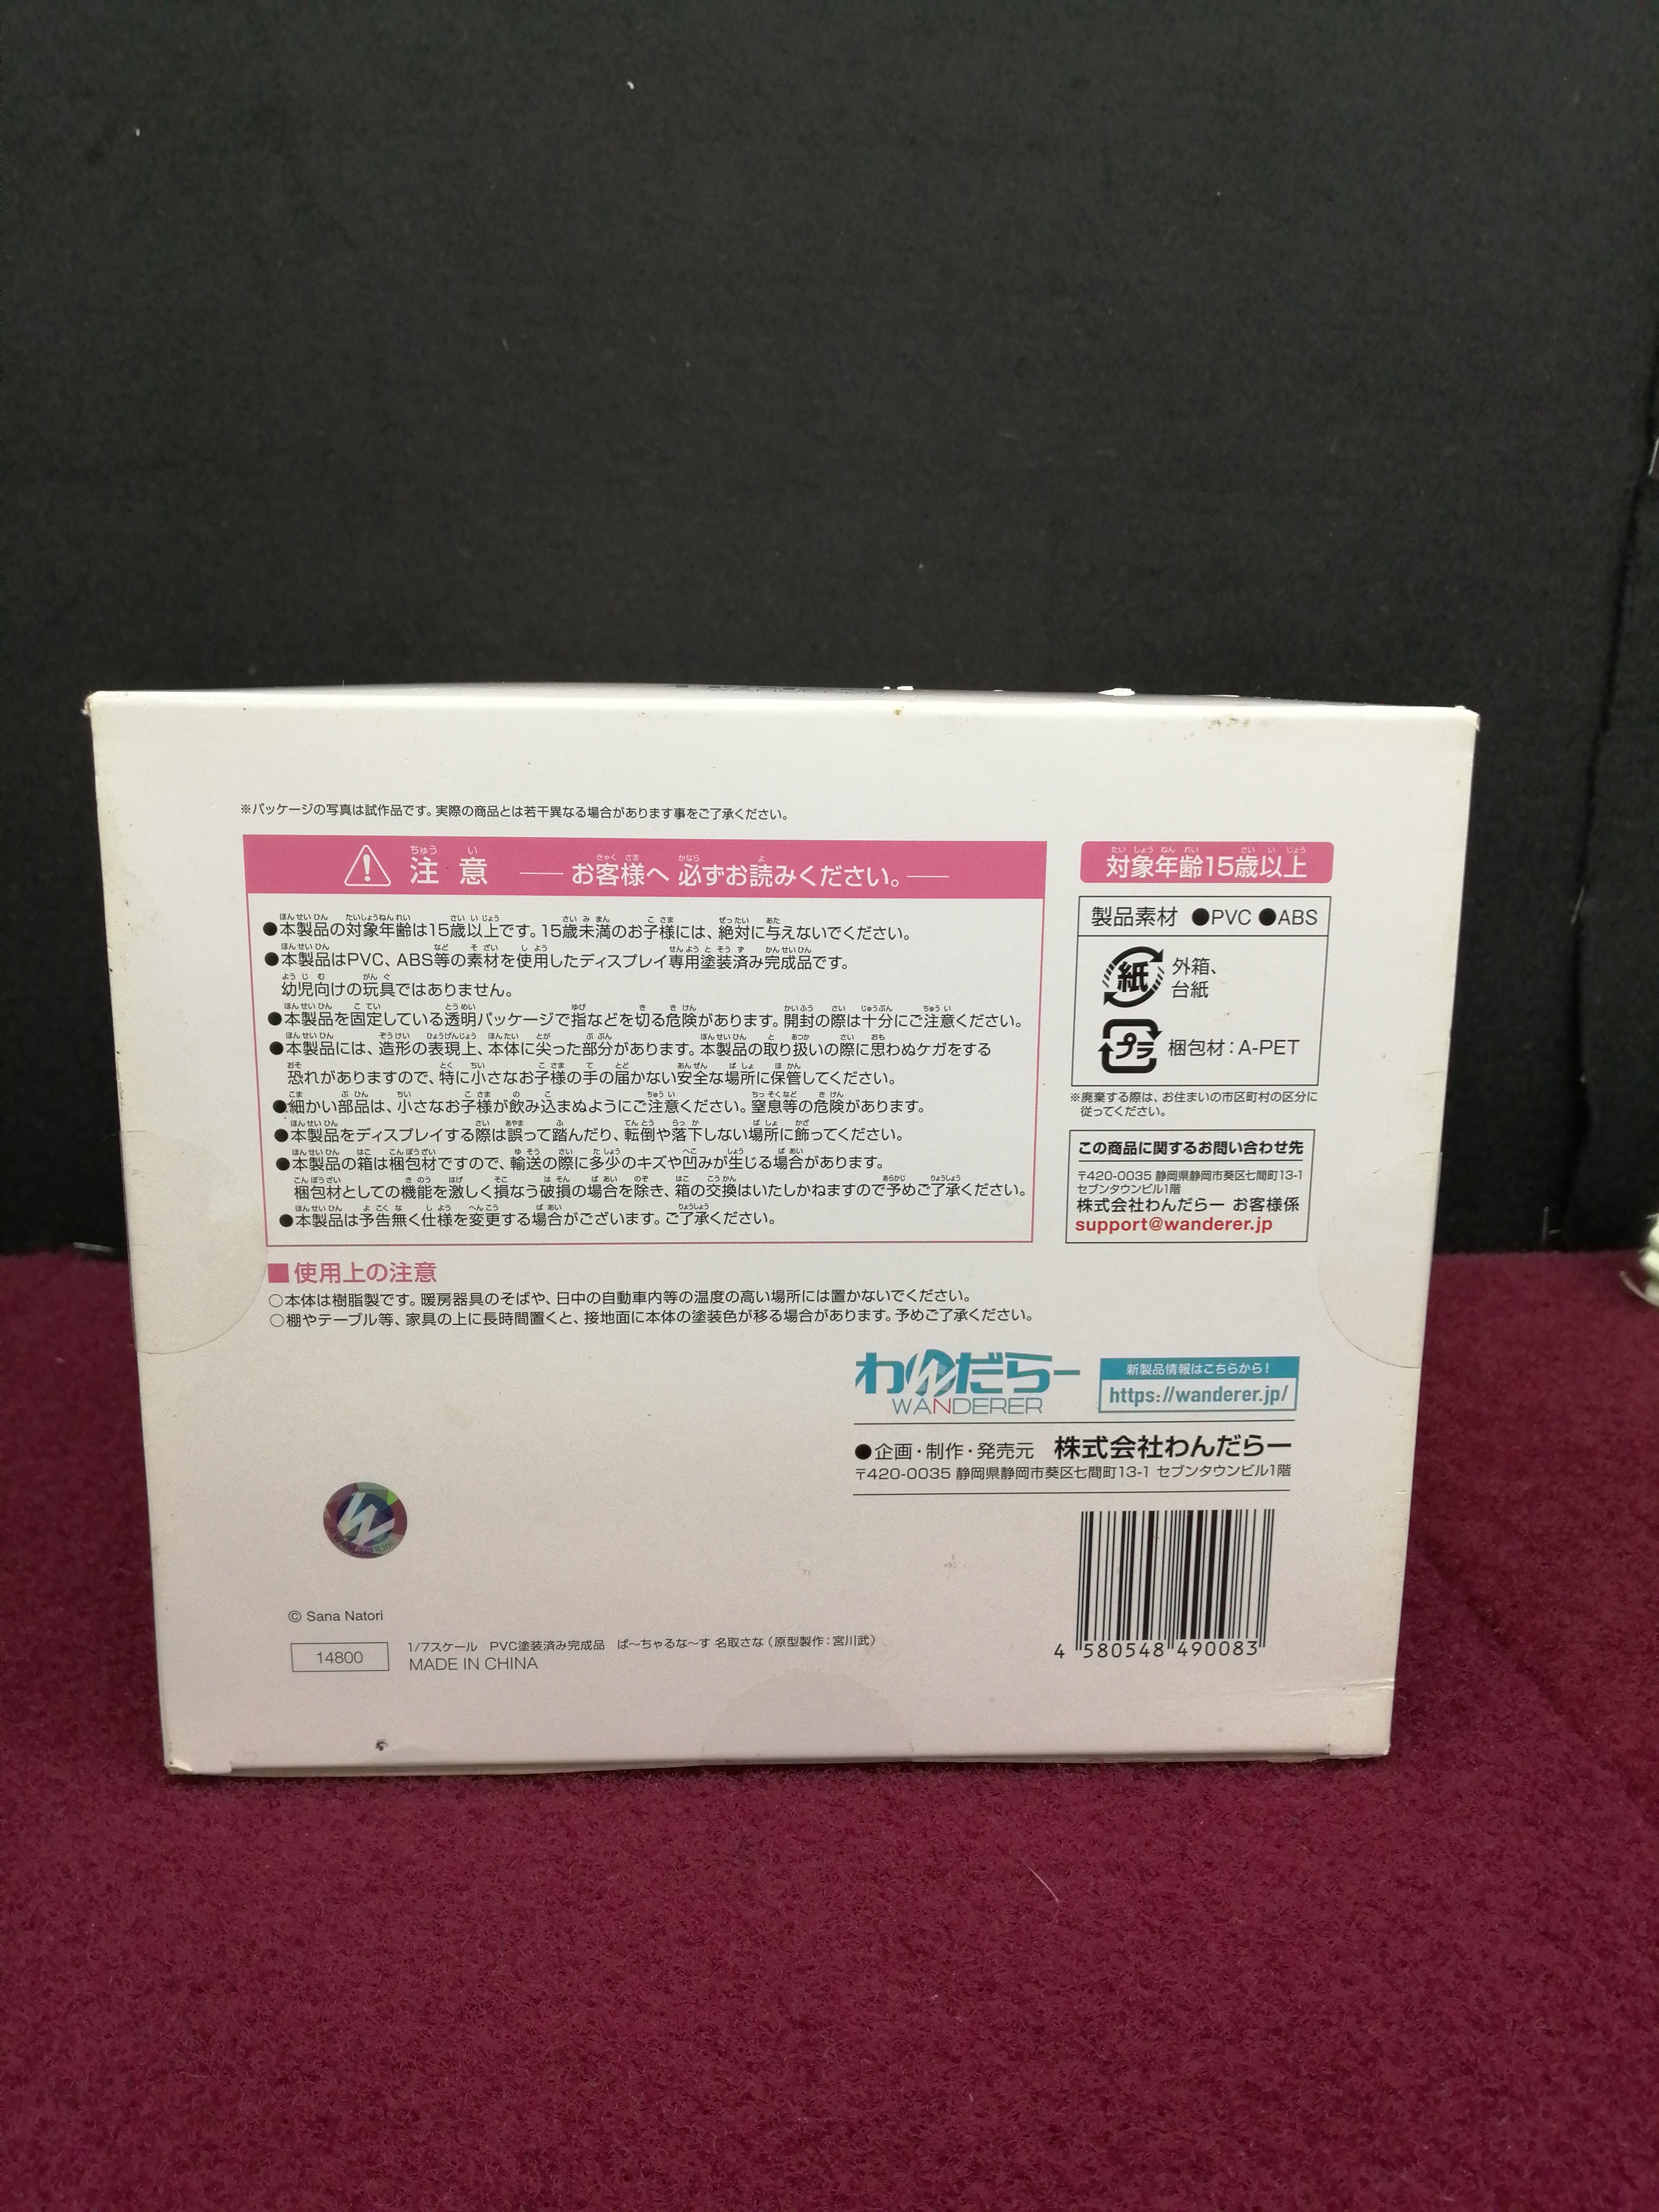 ※パッケージの写真は試作品です。実際の商品とは若干異なる場合があります事をご了承ください。
注意 お客様へ 必ずお読みください。
●本製品の対象年齢は15歳以上です。15歳未満のお子様には、絶対に与えないでください。
●本製品はPVC、ABS等の素材を使用したディスプレイ専用塗装済み完成品です。
幼児向けの玩具ではありません。
●本製品を固定している透明パッケージで指などを切る危険があります。開封の際は十分にご注意ください。
●本製品には、造形の表現上、本体に尖った部分があります。本製品の取り扱いの際に思わぬケガをする
恐れがありますので、特に小さなお子様の手の届かない安全な場所に保管してください。
●細かい部品は、小さなお子様が飲み込まぬようにご注意ください。窒息等の危険があります。
●本製品をディスプレイする際は誤って踏んだり、転倒や落下しない場所に飾ってください。
●本製品の箱は梱包材ですので、輸送の際に多少のキズや凹みが生じる場合があります。
梱包材としての機能を激しく損なう破損の場合を除き、箱の交換はいたしかねますので予めご了承ください。
●本製品は予告無く仕様を変更する場合がございます。ご了承ください。
対象年齢15歳以上
製品素材 ●PVC ●ABS
紙 外箱、
台紙
プラ 梱包材：A-PET
※廃棄する際は、お住まいの市区町村の区分に
従ってください。
この商品に関するお問い合わせ先
〒420-0035 静岡県静岡市葵区七間町13-1
セブンタウンビル1階
株式会社わんだらー お客様係
support@wanderer.jp
■使用上の注意
○本体は樹脂製です。暖房器具のそばや、日中の自動車内等の温度の高い場所には置かないでください。
○棚やテーブル等、家具の上に長時間置くと、接地面に本体の塗装色が移る場合があります。予めご了承ください。
わんだらー
WANDERER
新製品情報はこちらから！
https://wanderer.jp/
●企画・制作・発売元 株式会社わんだらー
〒420-0035 静岡県静岡市葵区七間町13-1 セブンタウンビル1階
W
© Sana Natori
14800
1/7スケール PVC塗装済み完成品 ば〜ちゃるな〜す 名取さな（原型製作：宮川武）
MADE IN CHINA
4 580548 490083